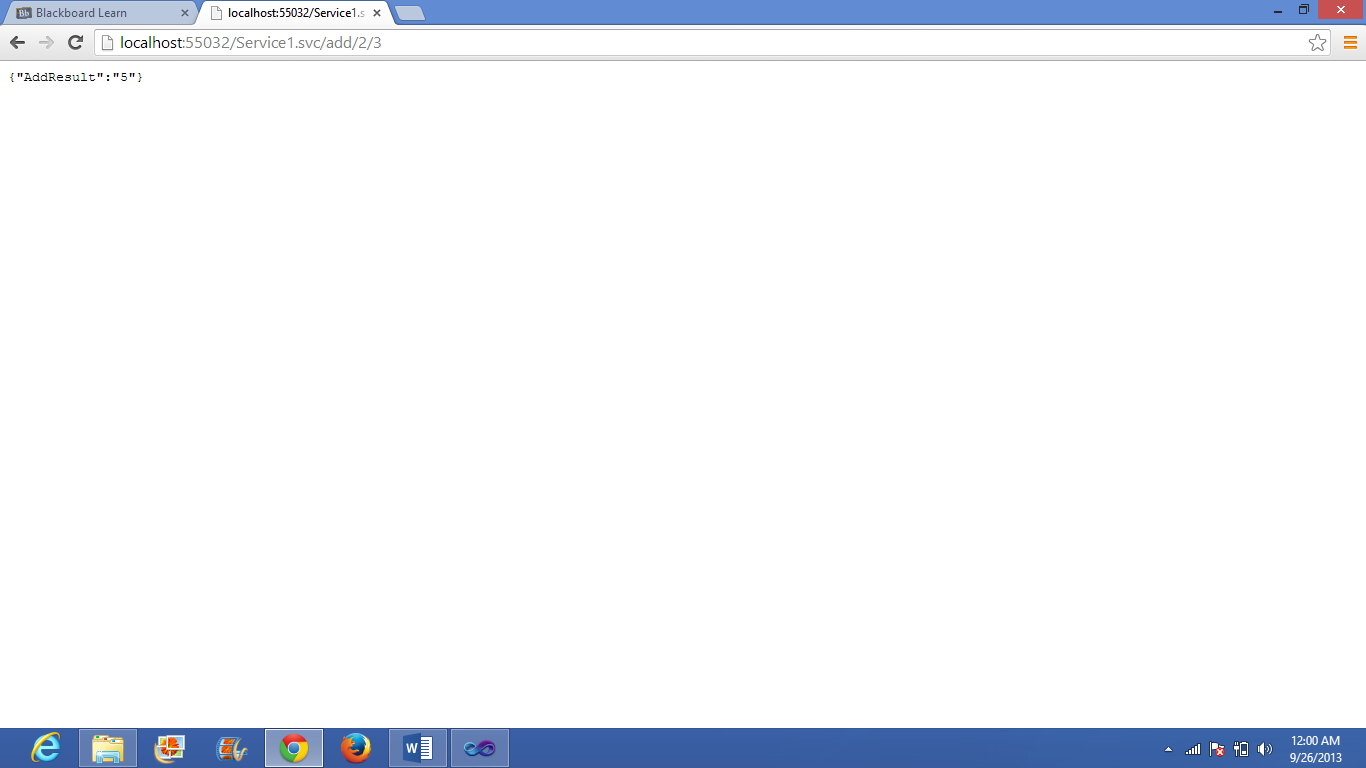 Bb Blackboard Learn
localhost:55032/Service1.s
localhost:55032/Service1.svc/add/2/3
{"AddResult":"5"}
12:00 AM
9/26/2013